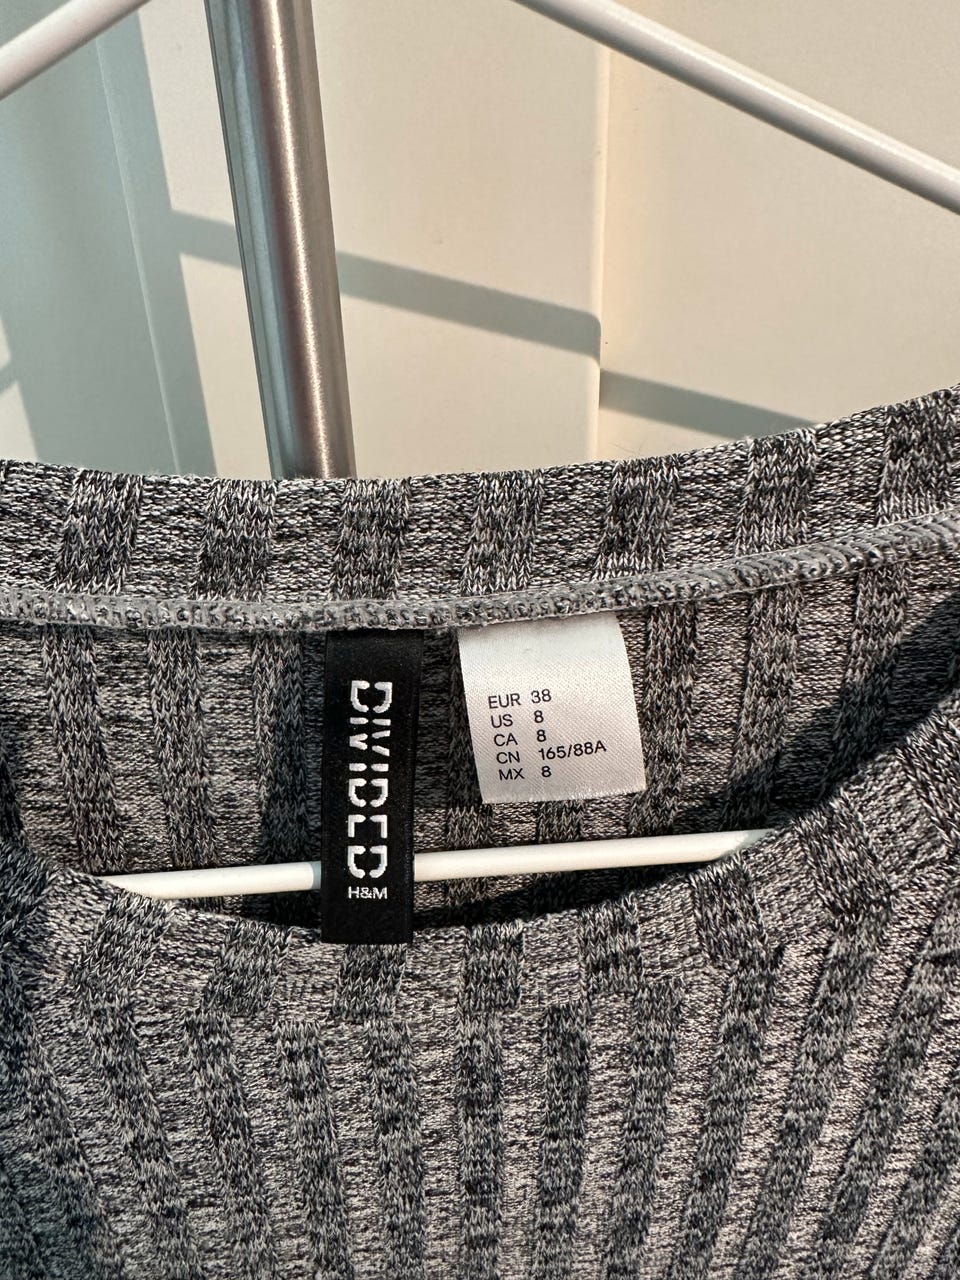 DIVIDED
H&M
EUR 38
US 8
CA 8
CN 165/88A
MX 8